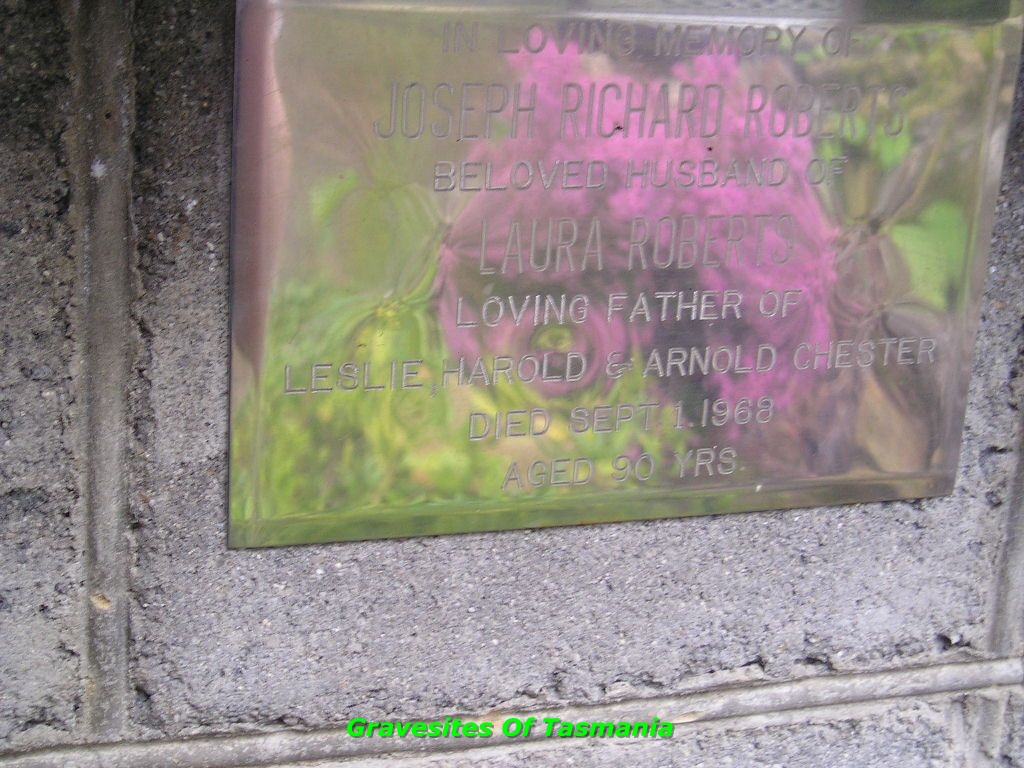 IN LOVING MEMORY OF
JOSEPH RICHARD ROBERTS
BELOVED HUSBAND OF
LAURA ROBERTS
LOVING FATHER OF
LESLIE, HAROLD & ARNOLD CHESTER
DIED SEPT. 1. 1968
AGED 90 YRS.
Gravesites Of Tasmania